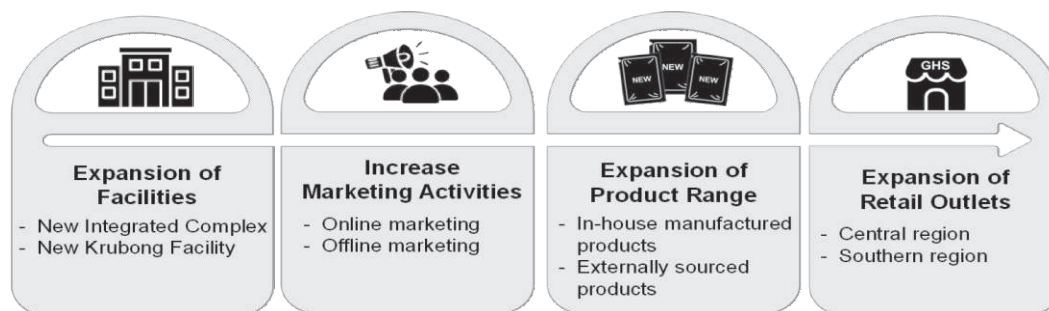 Expansion of
Facilities
- New Integrated Complex
- New Krubong Facility
Increase
Marketing Activities
- Online marketing
- Offline marketing
NEW
NEW
NEW
Expansion of
Product Range
- In-house manufactured
products
- Externally sourced
products
GHS
Expansion of
Retail Outlets
- Central region
- Southern region